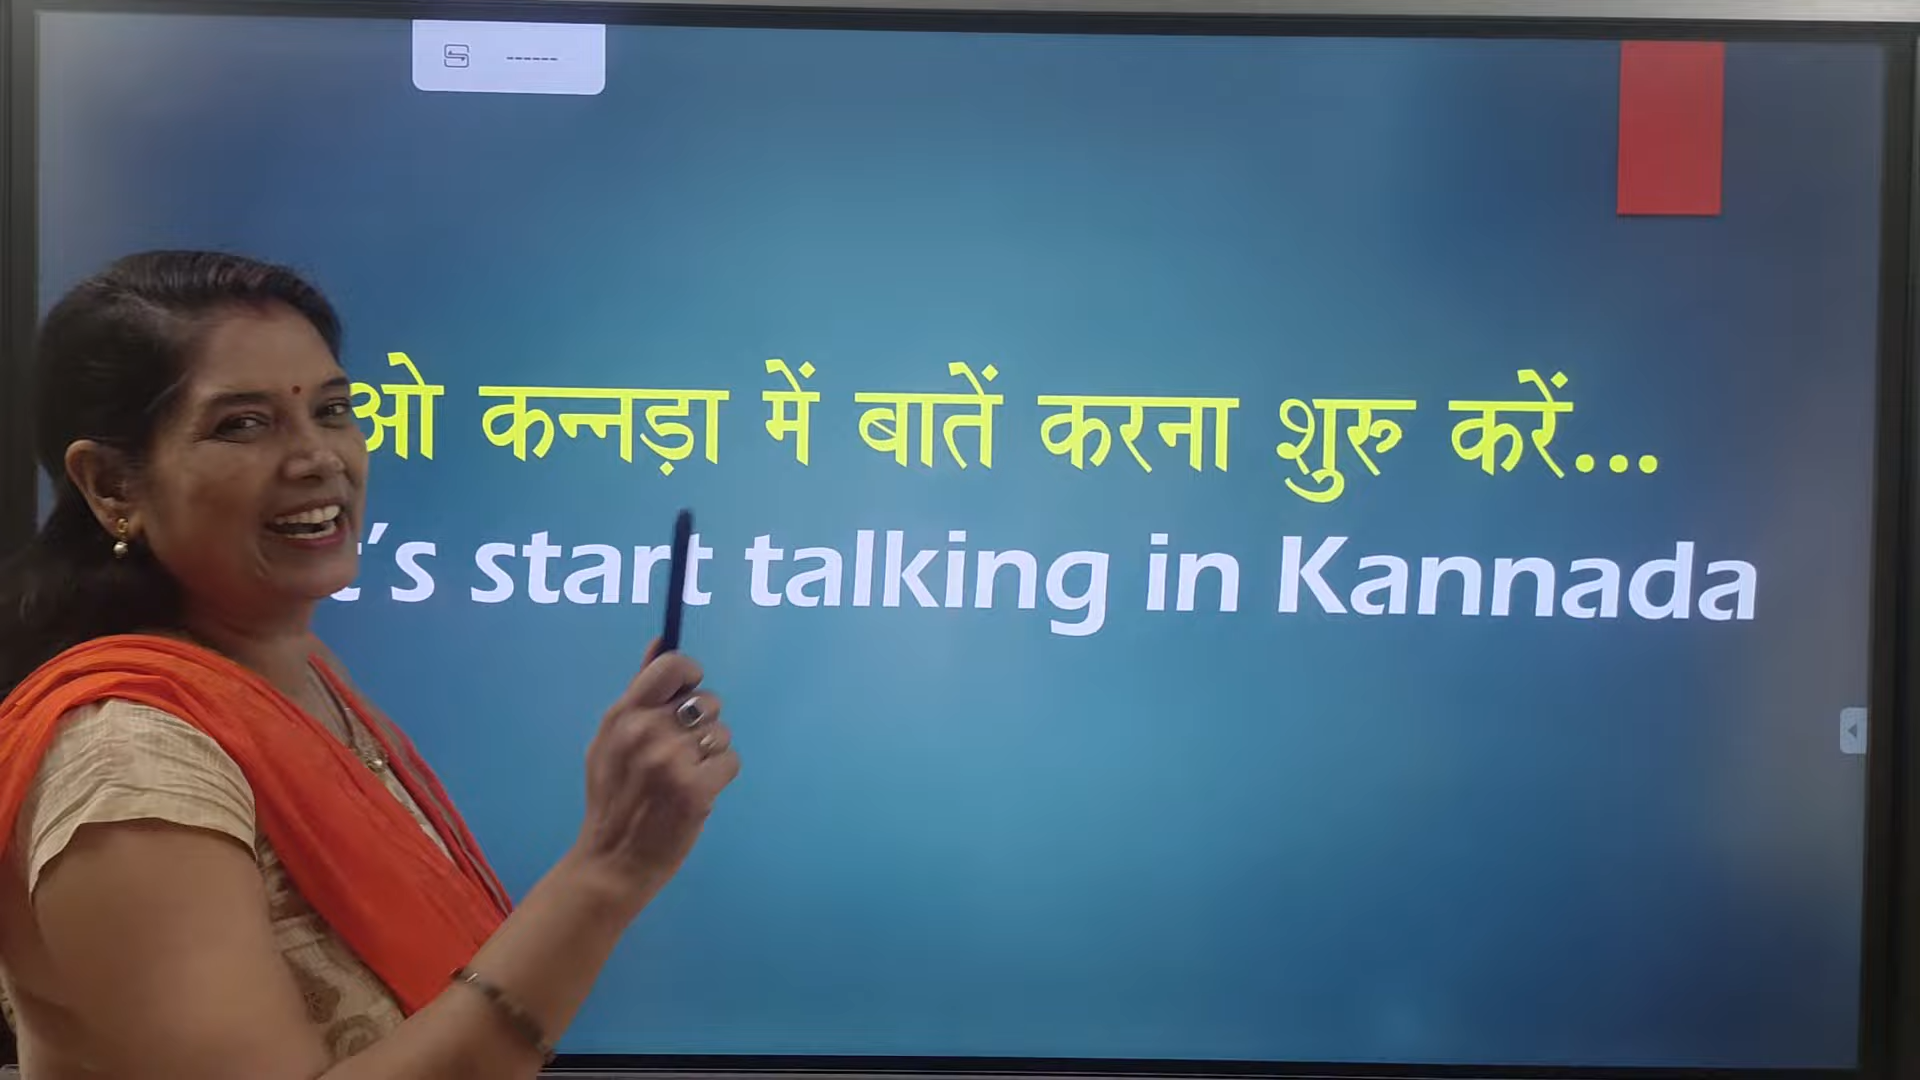 कन्नड़ा में बातें करना शुरू करें...
start talking in Kannada